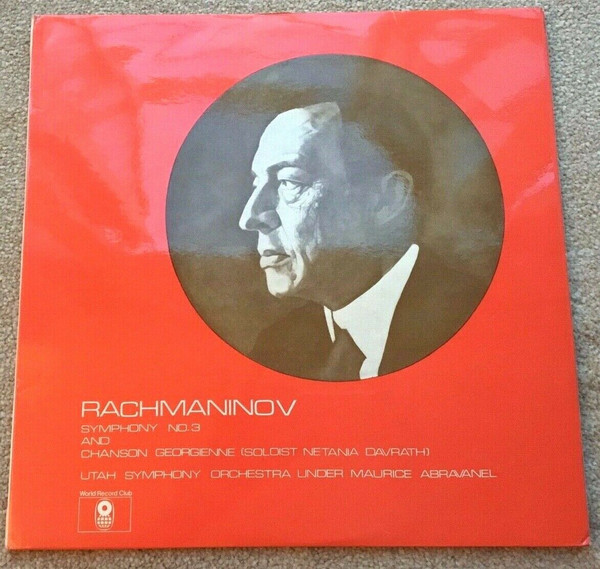 RACHMANINOV
SYMPHONY NO.3
AND
CHANSON GEORGIENNE (SOLOIST NETANIA DAVRATH)
UTAH SYMPHONY ORCHESTRA UNDER MAURICE ABRAVANEL
World Record Club